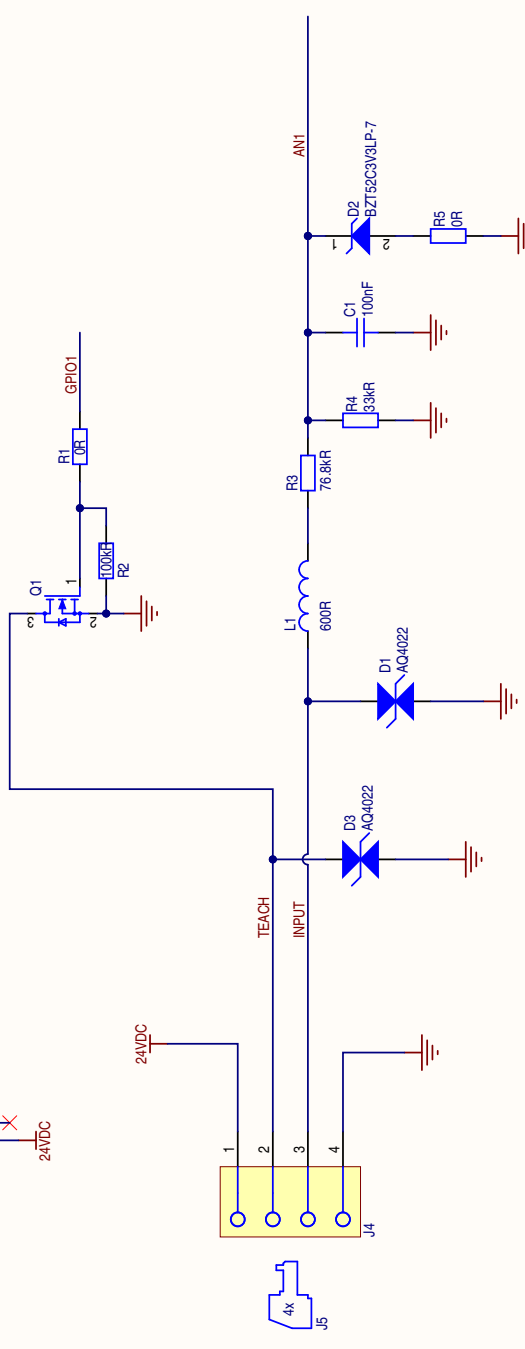 AN1
D2
BZT52C3V3LP-7
1
2
R5
0R
C1
100nF
GPIO1
R4
33kR
R1
0R
R3
76.8kR
Q1
1
3
2
100kR
R2
L1
600R
D1
AQ4022
D3
AQ4022
TEACH
INPUT
24VDC
24VDC
1
2
3
4
J4
4x
J5